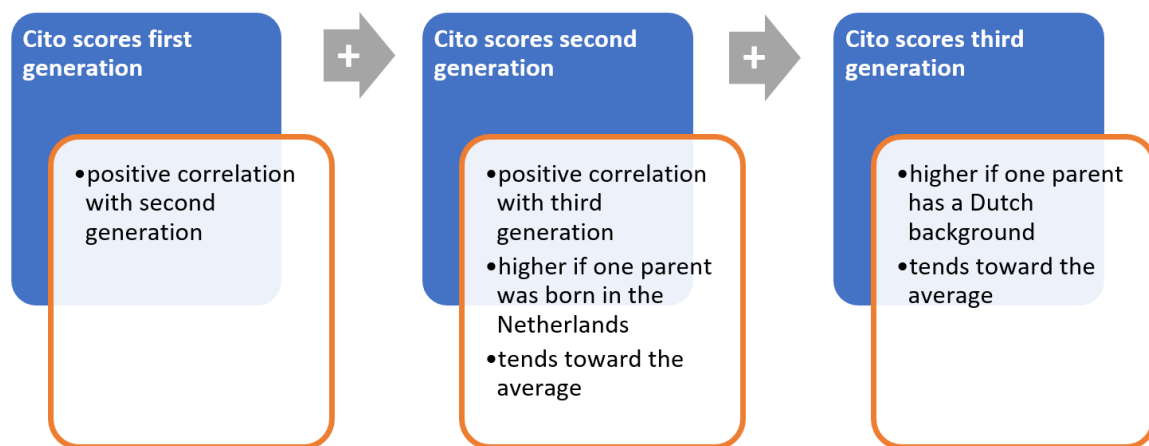 Cito scores first
generation
•positive correlation
with second
generation
+
Cito scores second
generation
•positive correlation
with third
generation
•higher if one parent
was born in the
Netherlands
•tends toward the
average
+
Cito scores third
generation
•higher if one parent
has a Dutch
background
•tends toward the
average